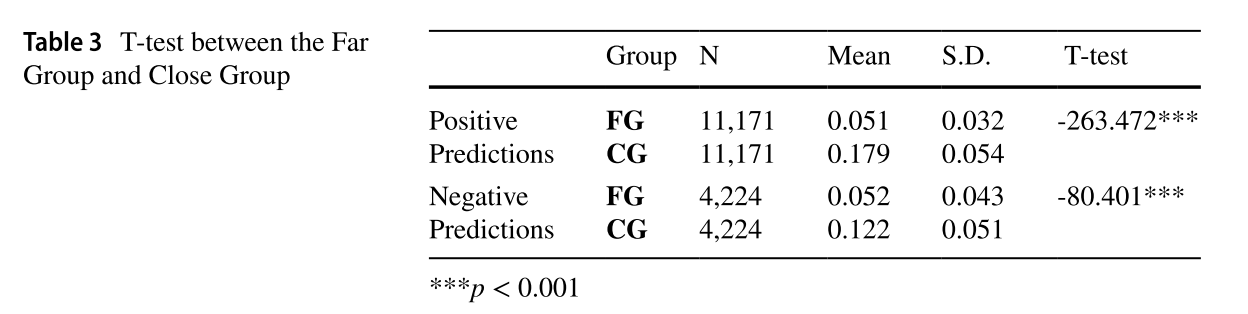 Table 3 T-test between the Far
Group and Close Group
Group N Mean S.D. T-test
Positive FG 11,171 0.051 0.032 -263.472***
Predictions CG 11,171 0.179 0.054
Negative FG 4,224 0.052 0.043 -80.401***
Predictions CG 4,224 0.122 0.051
***p < 0.001